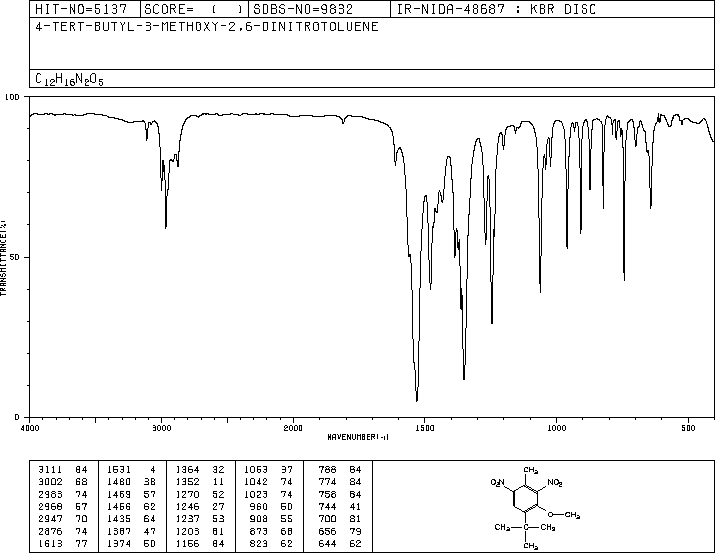 HIT-NO=5137 SCORE= ( ) SDBS-NO=9832 IR-NIDA-48687 : KBR DISC
4-TERT-BUTYL-3-METHOXY-2,6-DINITROTOLUENE
C12H16N2O5
100
50
0
TRANSMITTANCE(%)
4000 3000 2000 1500 1000 500
WAVENUMBER(-1)
3111 84 1531 4 1364 32 1063 37 788 84
3002 68 1480 38 1352 11 1042 74 774 84
2983 74 1469 57 1270 52 1023 74 758 84
2968 57 1456 62 1246 27 960 50 744 41
2947 70 1435 64 1237 53 908 55 700 81
2876 74 1387 47 1203 81 873 68 656 79
1613 77 1374 50 1156 84 823 62 644 62
CH3
O2N NO2
O CH3
CH3 C CH3
CH3